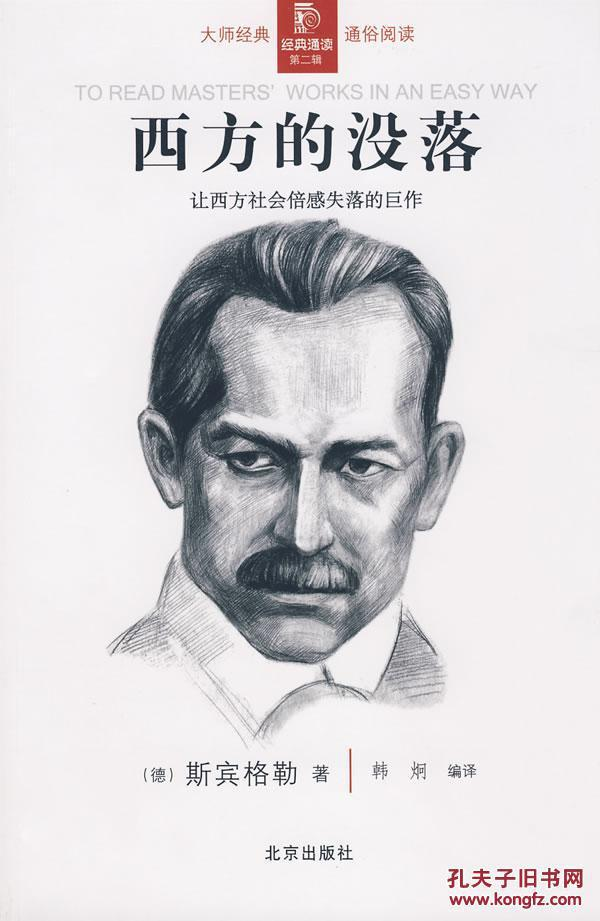 大师经典 经典通读 通俗阅读
第二辑
TO READ MASTERS' WORKS IN AN EASY WAY
西方的没落
让西方社会倍感失落的巨作
(德) 斯宾格勒 著 韩炯 编译
北京出版社
孔夫子旧书网
www.kongfz.com